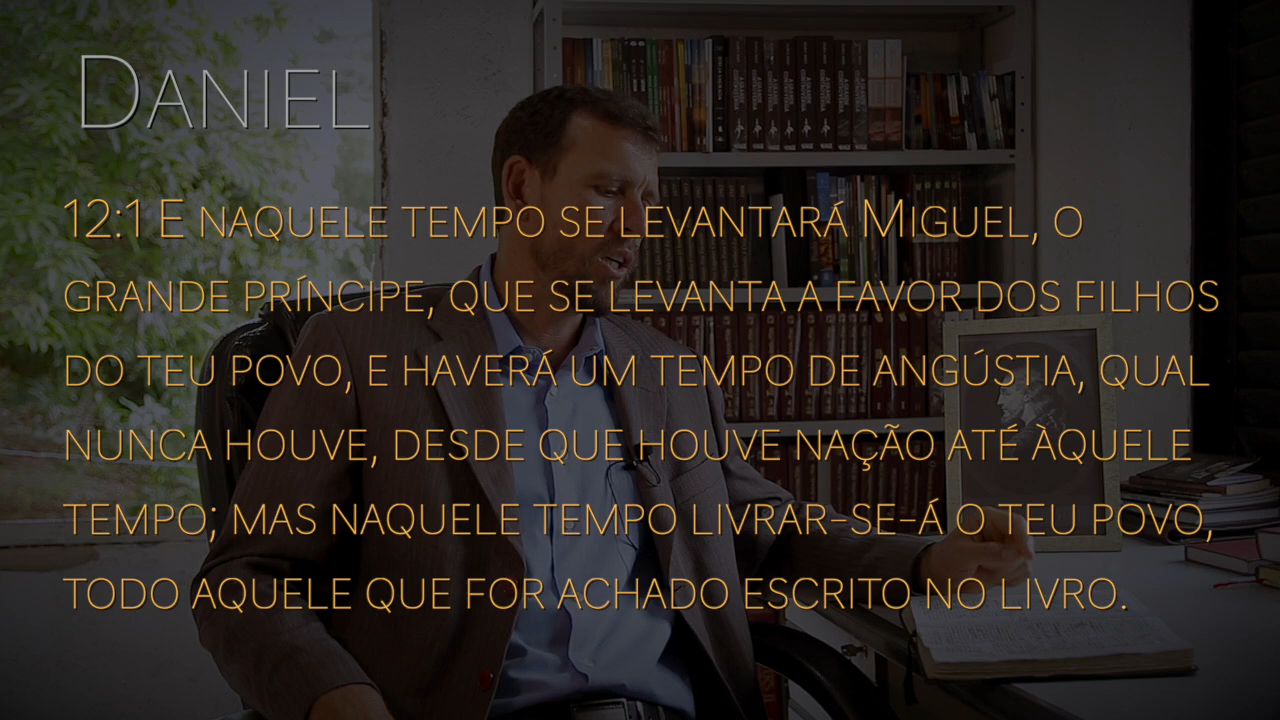 Daniel
12:1 E naquele tempo se levantará Miguel, o
grande príncipe, que se levanta a favor dos filhos
do teu povo, e haverá um tempo de angústia, qual
nunca houve, desde que houve nação até àquele
tempo; mas naquele tempo livrar-se-á o teu povo,
todo aquele que for achado escrito no livro.